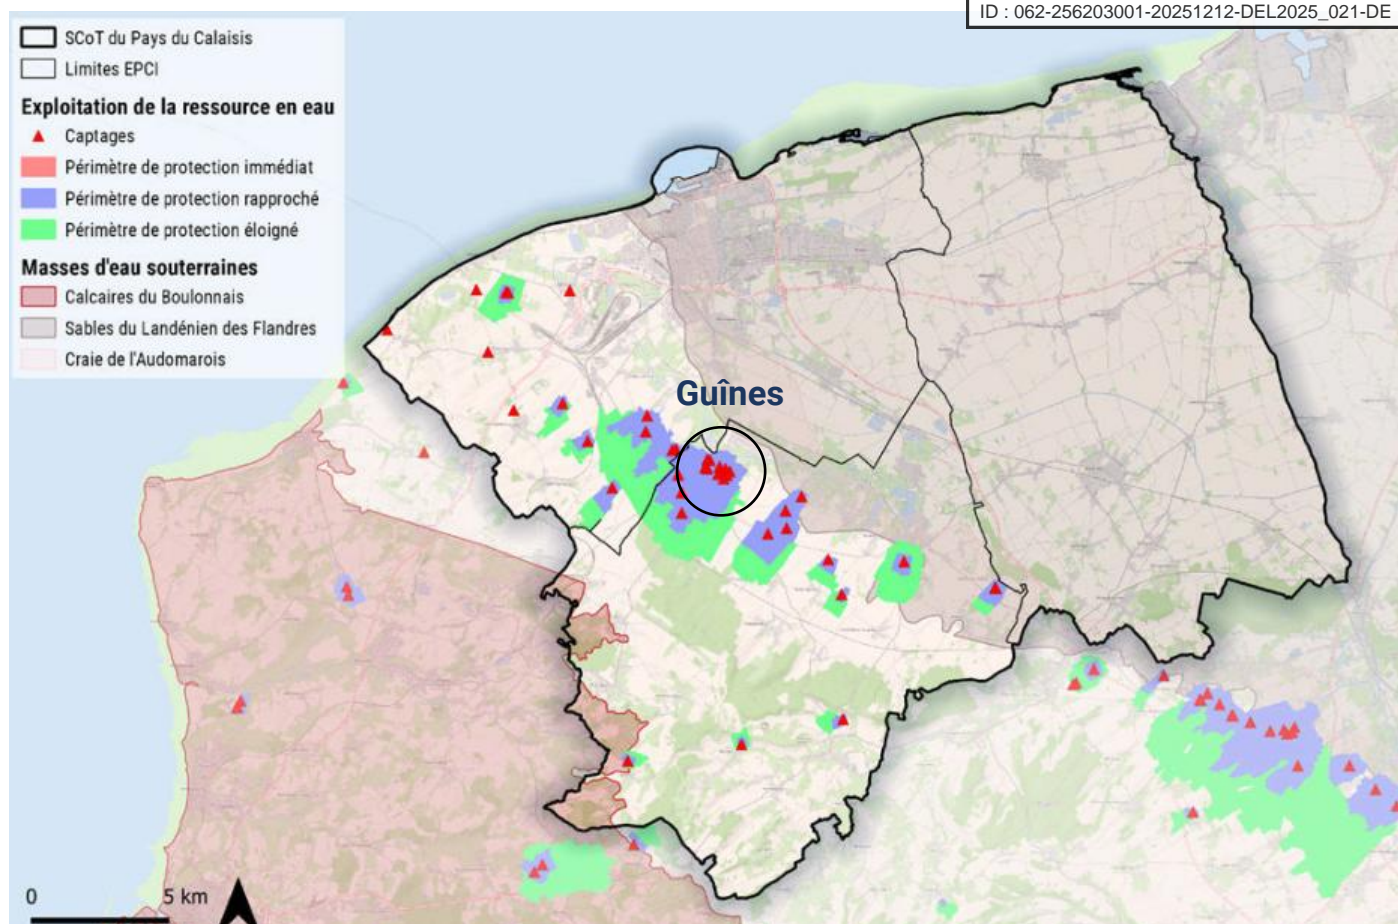 ID : 062-256203001-20251212-DEL2025_021-DE
SCoT du Pays du Calaisis
Limites EPCI
Exploitation de la ressource en eau
Captages
Périmètre de protection immédiat
Périmètre de protection rapproché
Périmètre de protection éloigné
Masses d'eau souterraines
Calcaires du Boulonnais
Sables du Landénien des Flandres
Craie de l'Audomarois
Guînes
0 5 km